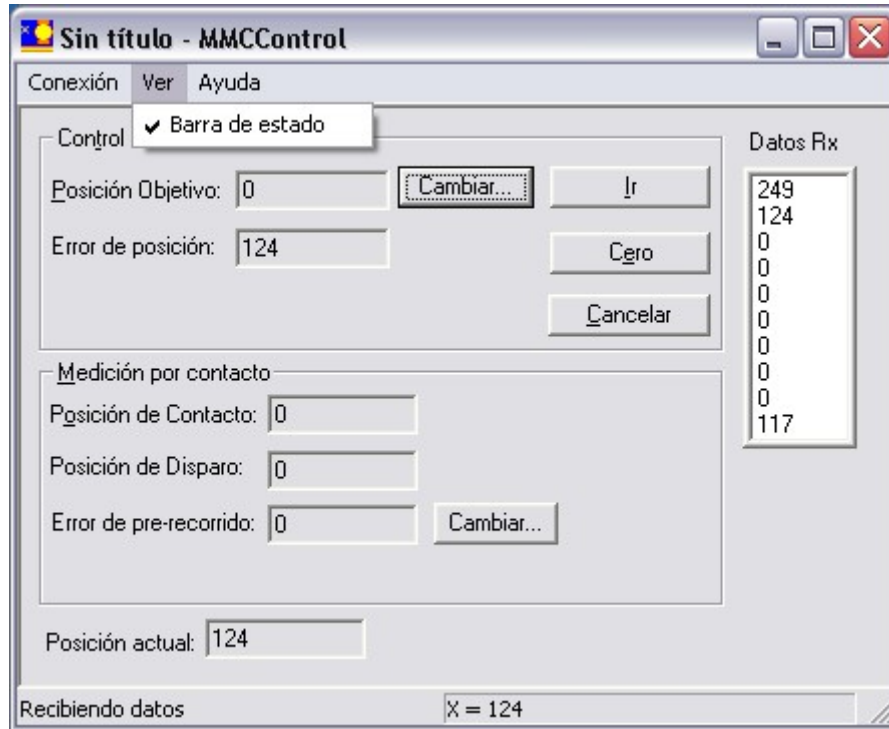 Sin título - MMCControl
Conexión Ver Ayuda
Barra de estado
Control
Posición Objetivo: 0 Cambiar... Ir
Error de posición: 124 Cero
Cancelar
Medición por contacto
Posición de Contacto: 0
Posición de Disparo: 0
Error de pre-recorrido: 0 Cambiar...
Posición actual: 124
Datos Rx
249
124
0
0
0
0
0
0
0
117
Recibiendo datos X = 124